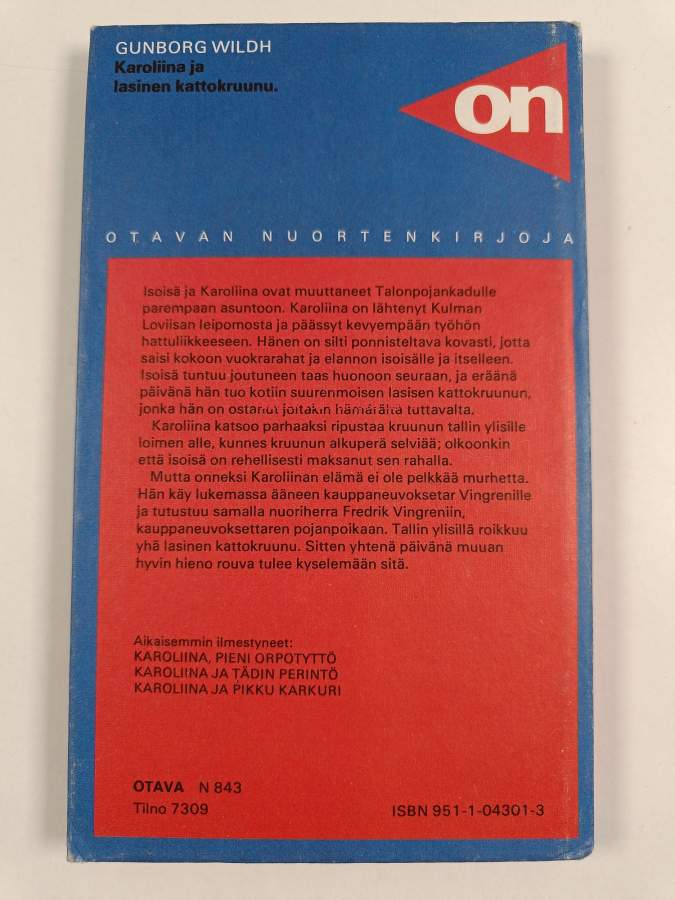 GUNBORG WILDH
Karoliina ja
lasinen kattokruunu.
on
OTAVAN NUORTENKIRJOJA
Isoisä ja Karoliina ovat muuttaneet Talonpojankadulle
parempaan asuntoon. Karoliina on lähtenyt Kulman
Loviisan leipomosta ja päässyt kevyempään työhön
hattuliikkeeseen. Hänen on silti ponnisteltava kovasti, jotta
saisi kokoon vuokrarahat ja elannon isoisälle ja itselleen.
Isoisä tuntuu joutuneen taas huonoon seuraan, ja eräänä
päivänä hän tuo kotiin suurenmoisen lasisen kattokruunun,
jonka hän on ostanut joltakin hämärältä tuttavalta.
Karoliina katsoo parhaaksi ripustaa kruunun tallin ylisille
loimen alle, kunnes kruunun alkuperä selviää; olkoonkin
että isoisä on rehellisesti maksanut sen rahalla.
Mutta onneksi Karoliinan elämä ei ole pelkkää murhetta.
Hän käy lukemassa ääneen kauppaneuvoksetar Vingrenille
ja tutustuu samalla nuoriherra Fredrik Vingreniin,
kauppaneuvoksettaren pojanpoikaan. Tallin ylisillä roikkuu
yhä lasinen kattokruunu. Sitten yhtenä päivänä muuan
hyvin hieno rouva tulee kyselemään sitä.
Aikaisemmin ilmestyneet:
KAROLIINA, PIENI ORPOTYTTÖ
KAROLIINA JA TÄDIN PERINTÖ
KAROLIINA JA PIKKU KARKURI
OTAVA N 843
Tilno 7309
ISBN 951-1-04301-3